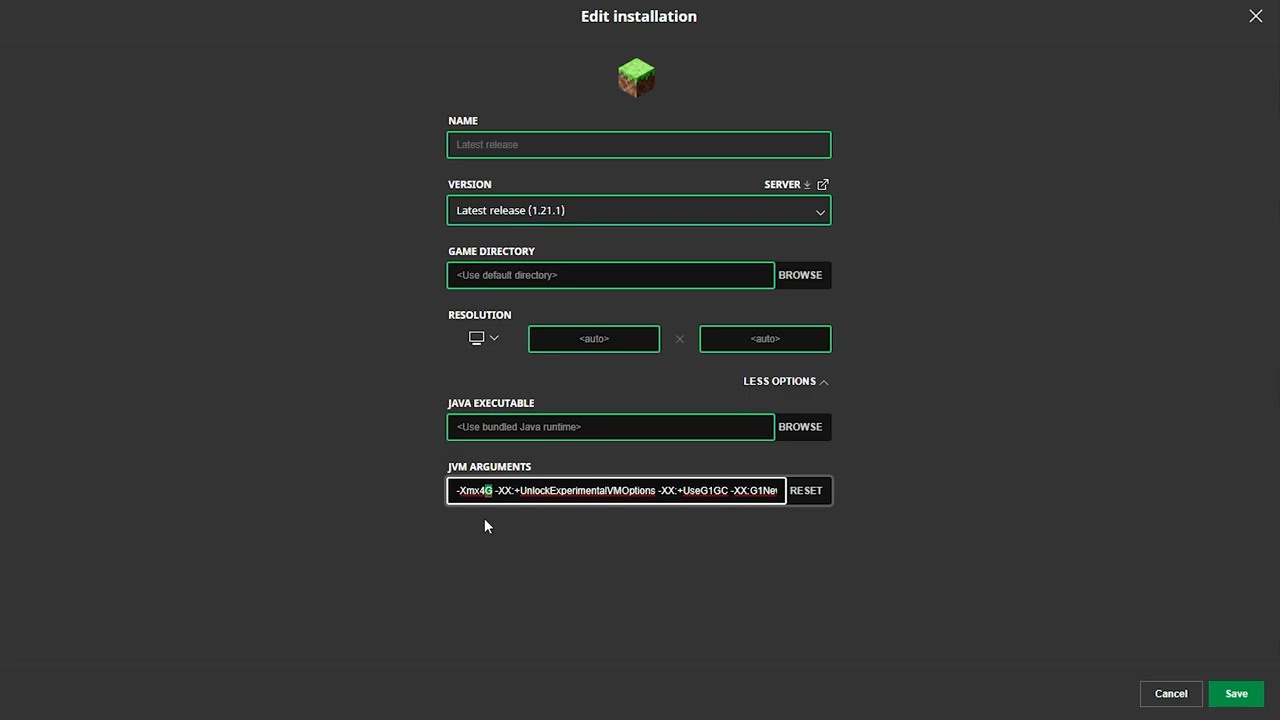 Edit installation
NAME
Latest release
VERSION
SERVER
Latest release (1.21.1)
GAME DIRECTORY
<Use default directory>
BROWSE
RESOLUTION
<auto>
<auto>
LESS OPTIONS
JAVA EXECUTABLE
<Use bundled Java runtime>
BROWSE
JVM ARGUMENTS
-Xmx4G -XX:+UnlockExperimentalVMOptions -XX:+UseG1GC -XX:G1Ne
RESET
Cancel
Save